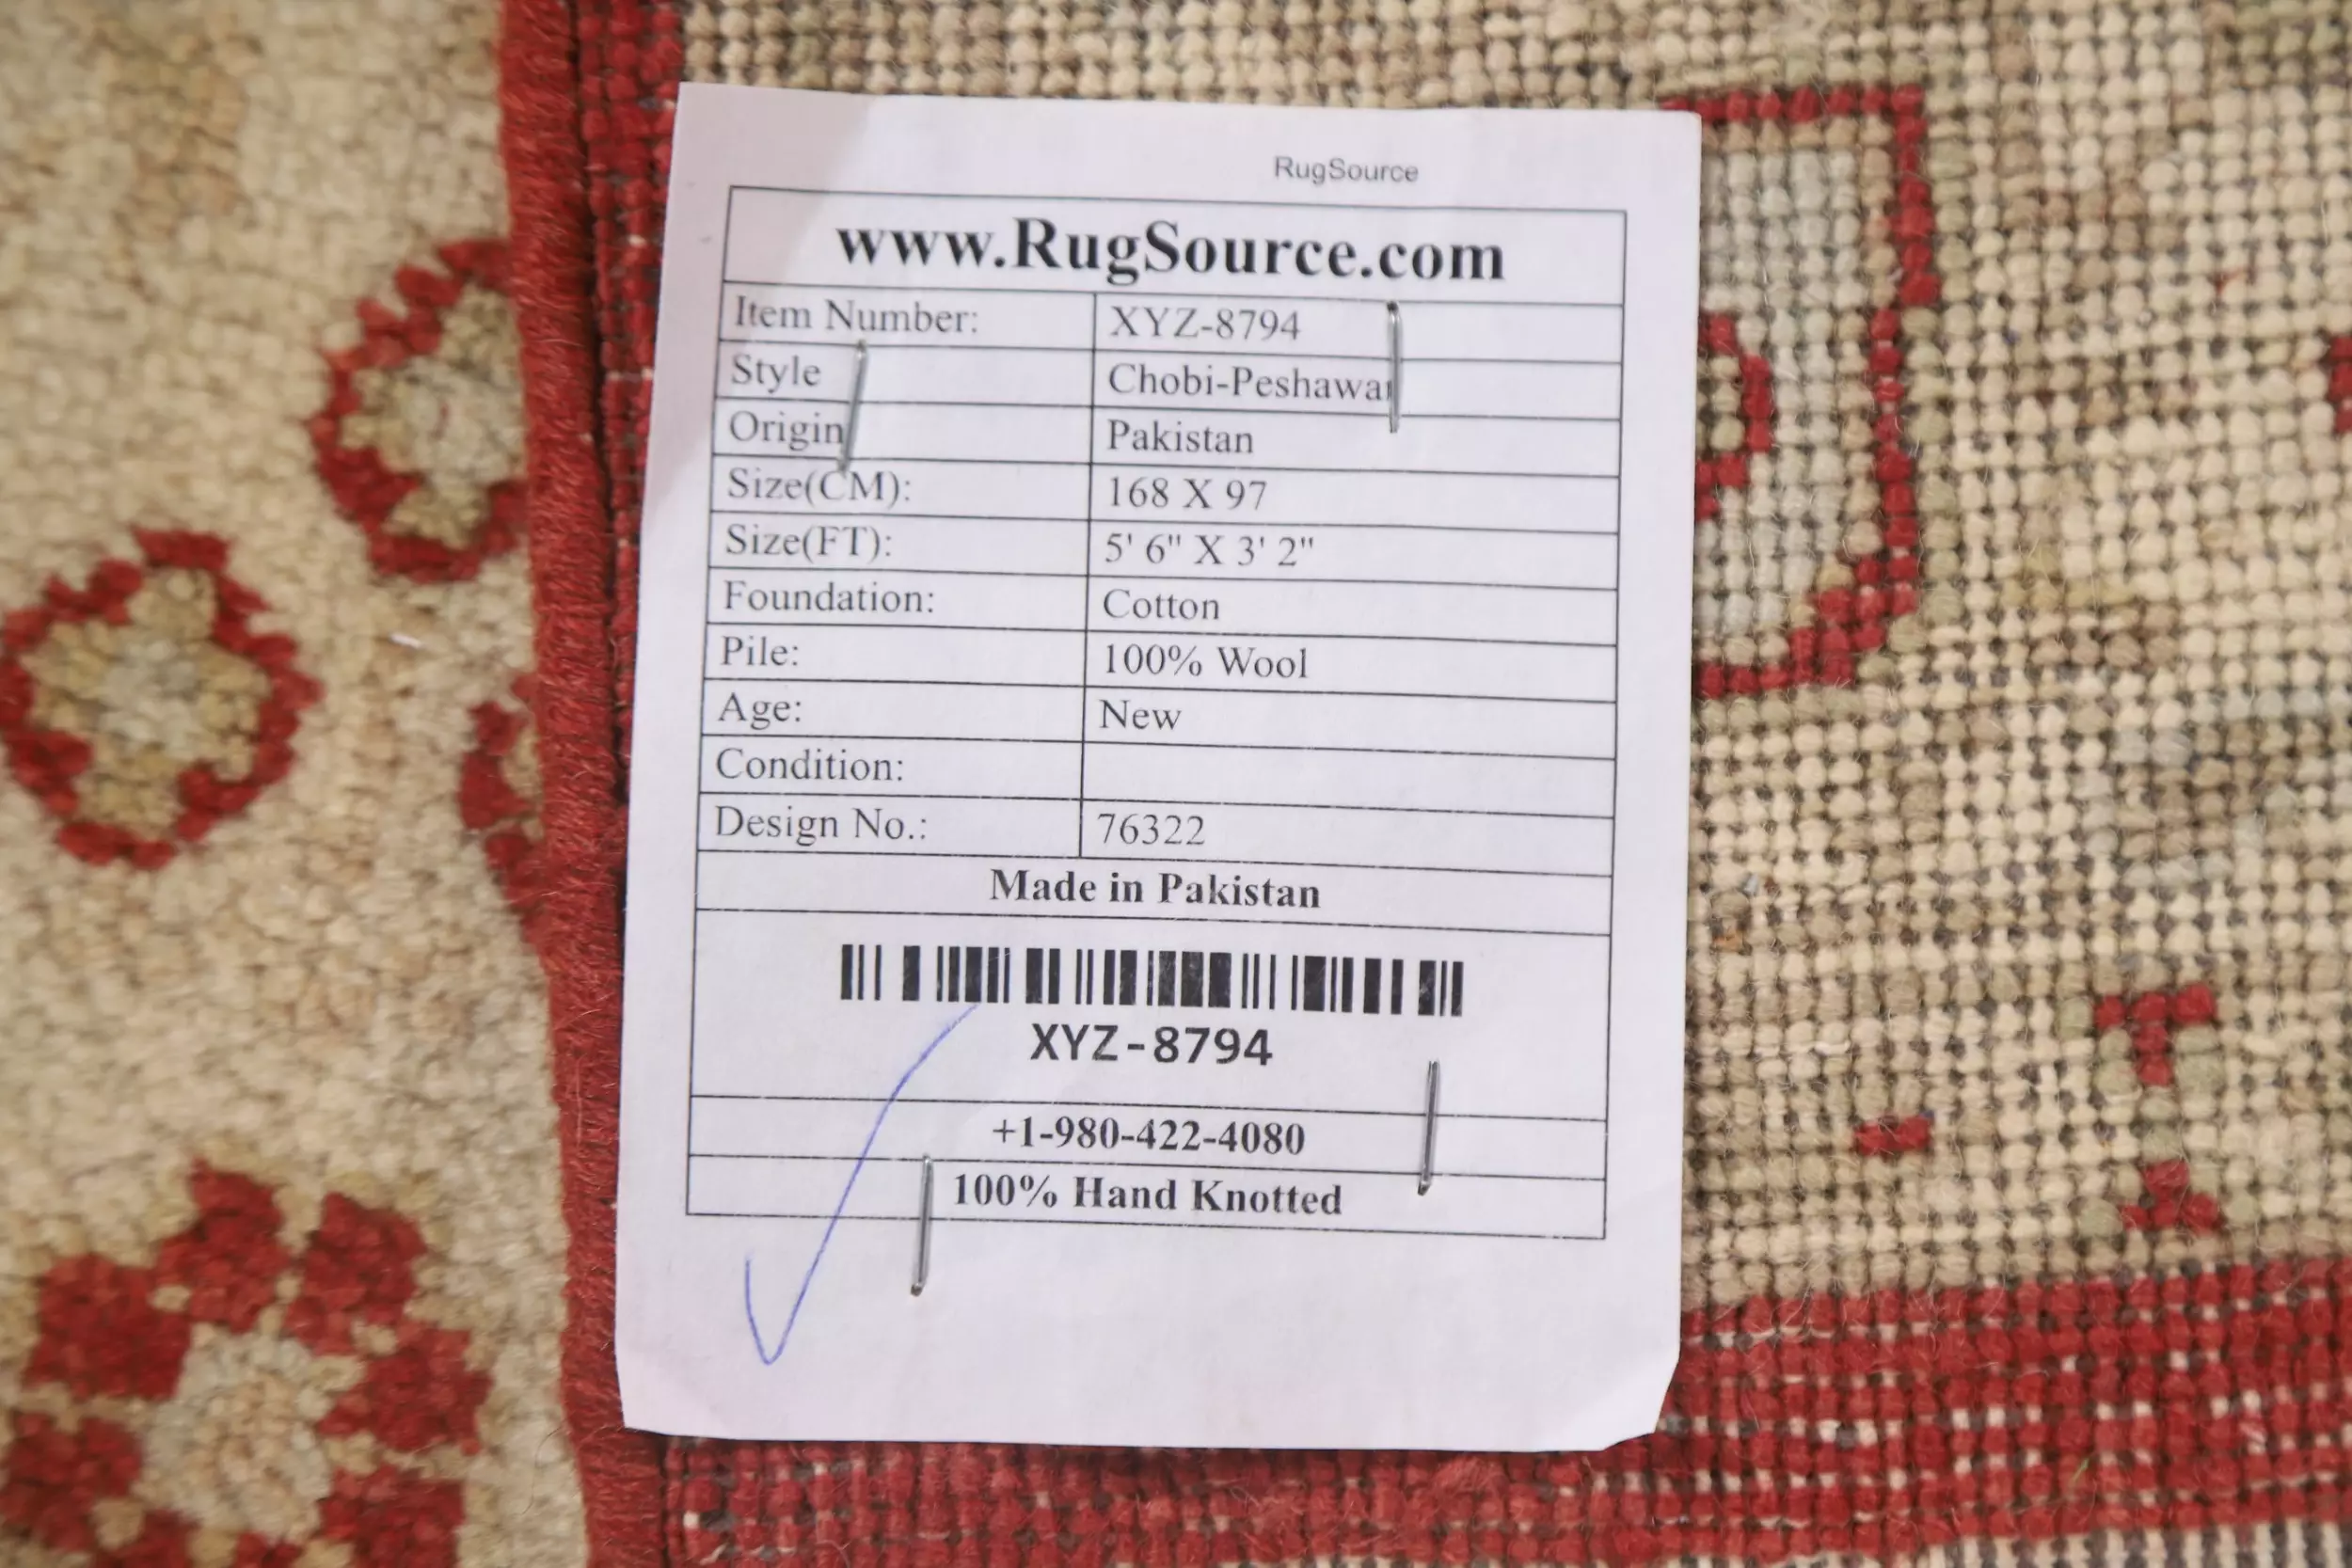 RugSource
www.RugSource.com
Item Number: XYZ-8794
Style Chobi-Peshawar
Origin Pakistan
Size(CM): 168 X 97
Size(FT): 5' 6" X 3' 2"
Foundation: Cotton
Pile: 100% Wool
Age: New
Condition:
Design No.: 76322
Made in Pakistan
XYZ-8794
+1-980-422-4080
100% Hand Knotted